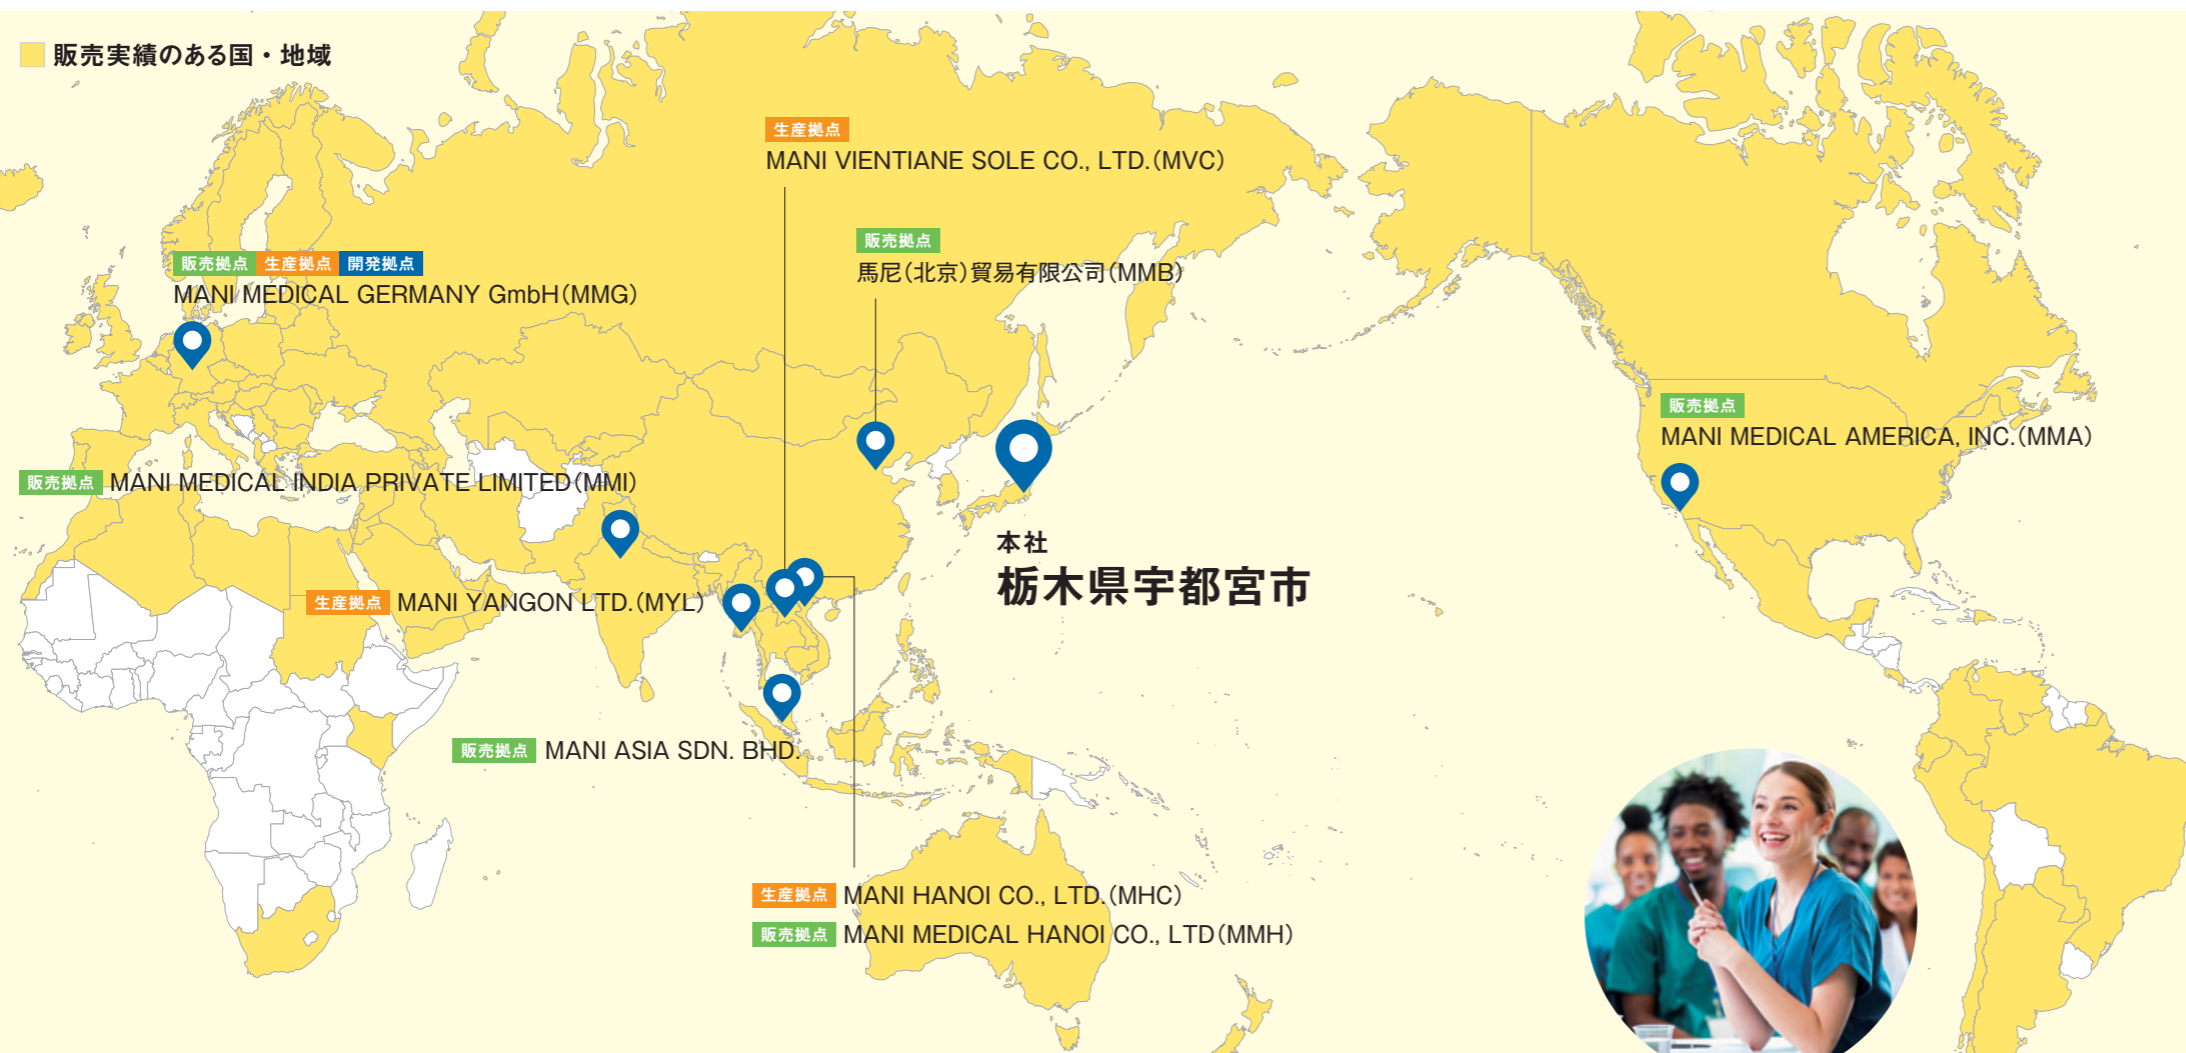 販売実績のある国・地域
生産拠点
MANI VIENTIANE SOLE CO., LTD.(MVC)
販売拠点
馬尼(北京)貿易有限公司(MMB)
販売拠点 生産拠点 開発拠点
MANI MEDICAL GERMANY GmbH(MMG)
販売拠点
MANI MEDICAL AMERICA, INC.(MMA)
販売拠点 MANI MEDICAL INDIA PRIVATE LIMITED(MMI)
本社
栃木県宇都宮市
生産拠点 MANI YANGON LTD.(MYL)
販売拠点 MANI ASIA SDN. BHD.
生産拠点 MANI HANOI CO., LTD.(MHC)
販売拠点 MANI MEDICAL HANOI CO., LTD(MMH)